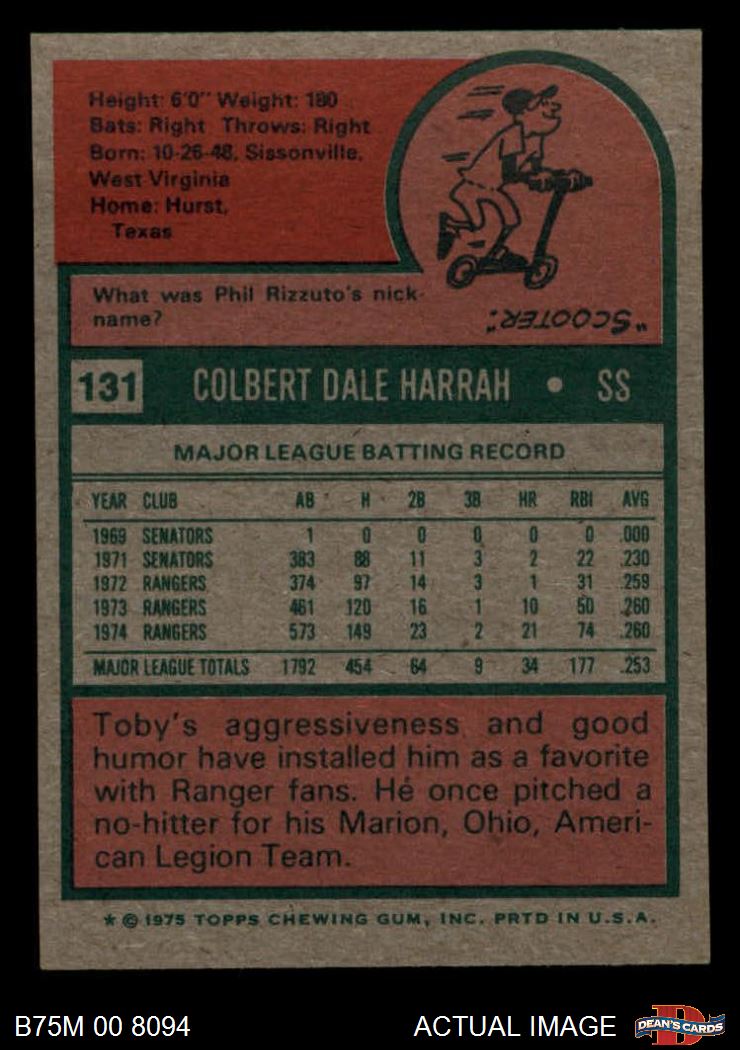 Height: 6'0" Weight: 180
Bats: Right Throws: Right
Born: 10-26-48, Sissonville,
West Virginia
Home: Hurst,
Texas
What was Phil Rizzuto's nick-
name?
"SCOOTER."
131 COLBERT DALE HARRAH • SS
MAJOR LEAGUE BATTING RECORD
YEAR CLUB AB H 2B 3B HR RBI AVG
1969 SENATORS 1 0 0 0 0 0 .000
1971 SENATORS 383 88 11 3 2 22 .230
1972 RANGERS 374 97 14 3 1 31 .259
1973 RANGERS 461 120 16 1 10 50 .260
1974 RANGERS 573 149 23 2 21 74 .260
MAJOR LEAGUE TOTALS 1792 454 64 9 34 177 .253
Toby's aggressiveness and good
humor have installed him as a favorite
with Ranger fans. He once pitched a
no-hitter for his Marion, Ohio, Ameri-
can Legion Team.
* © 1975 TOPPS CHEWING GUM, INC. PRTD IN U.S.A.
B75M 00 8094 ACTUAL IMAGE DEAN'S CARDS